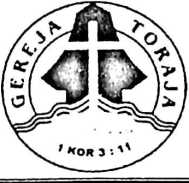 GEREJA TORAJA
1 KOR 3 : 11